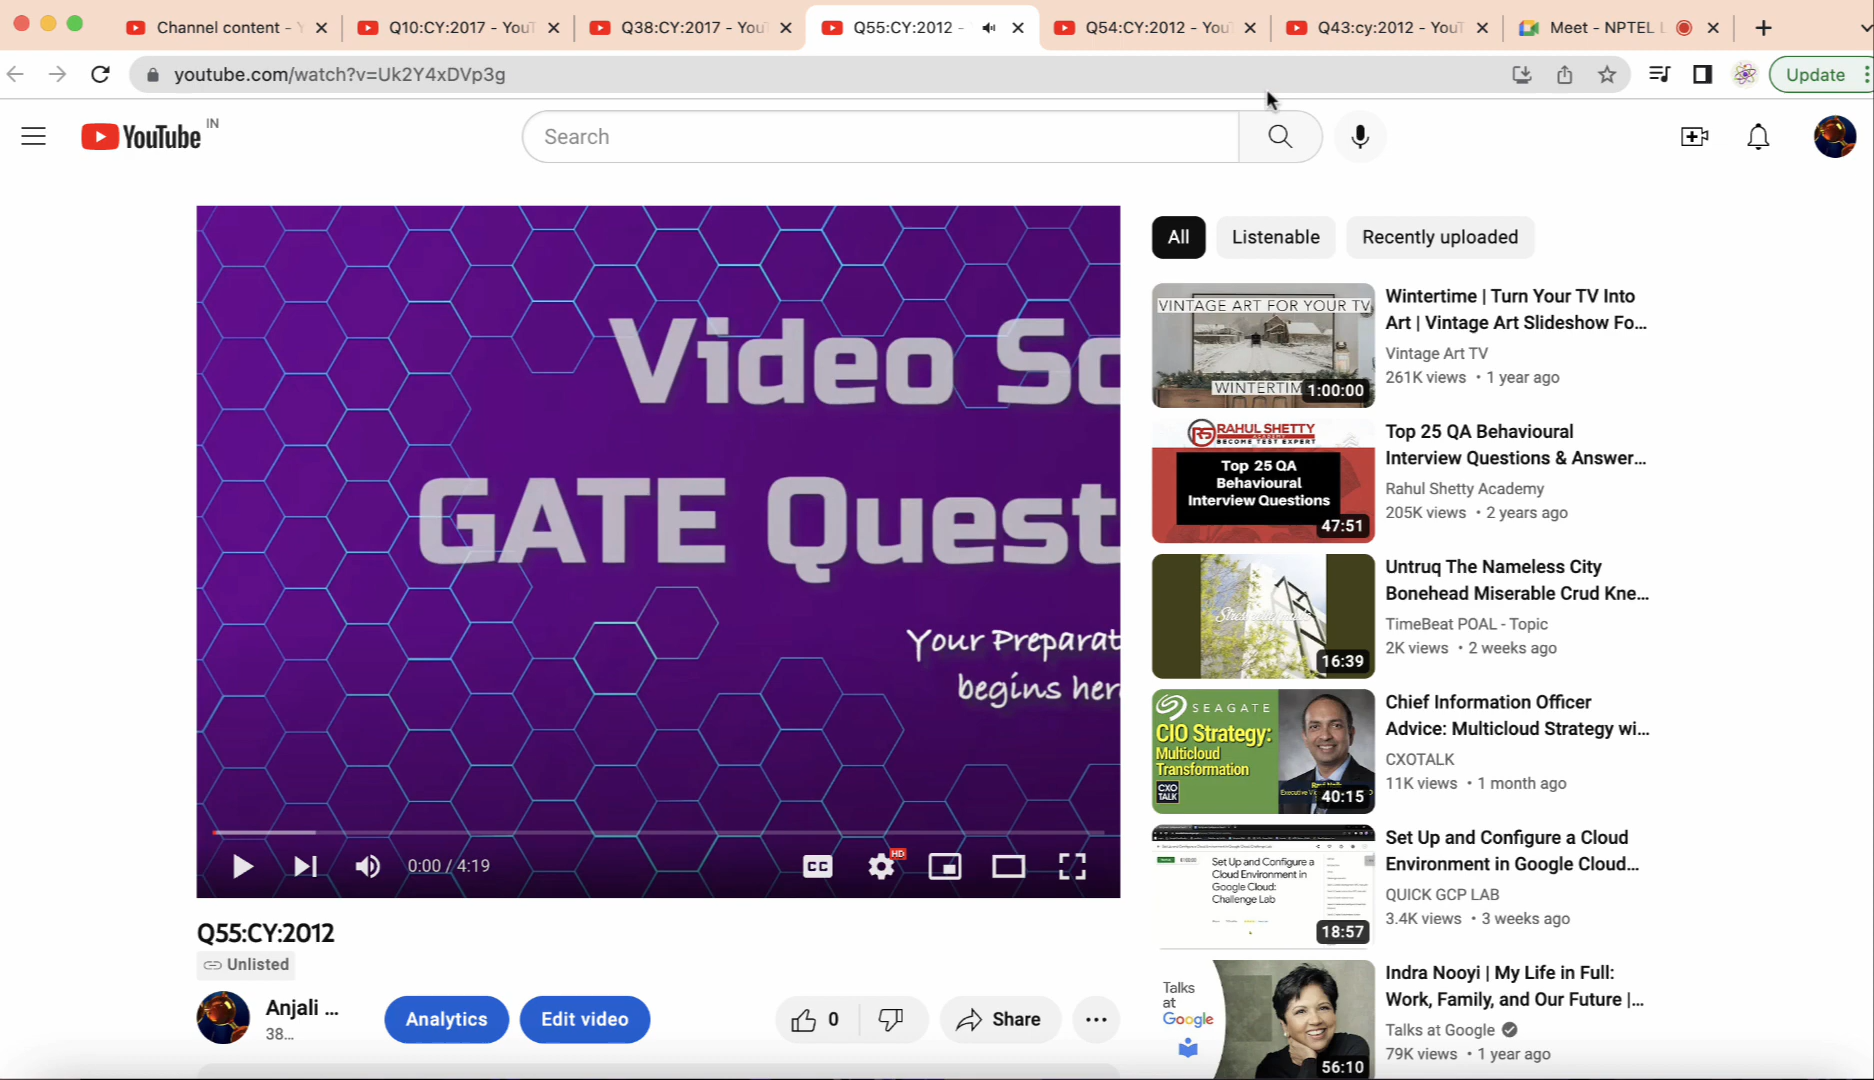 Channel content - Y
Q10:CY:2017 - YouT
Q38:CY:2017 - YouT
Q55:CY:2012 -
Q54:CY:2012 - YouT
Q43:cy:2012 - YouT
Meet - NPTEL L
youtube.com/watch?v=Uk2Y4xDVp3g
Update
YouTube IN
Search
Video So
GATE Quest
Your Preparat
begins her
0:00 / 4:19
CC
HD
Q55:CY:2012
Unlisted
Anjali ...
38...
Analytics
Edit video
0
Share
All
Listenable
Recently uploaded
VINTAGE ART FOR YOUR TV
WINTERTIM
1:00:00
Wintertime | Turn Your TV Into
Art | Vintage Art Slideshow Fo...
Vintage Art TV
261K views • 1 year ago
RS RAHUL SHETTY
ACADEMY
BECOME TEST EXPERT
Top 25 QA
Behavioural
Interview Questions
47:51
Top 25 QA Behavioural
Interview Questions & Answer...
Rahul Shetty Academy
205K views • 2 years ago
16:39
Untruq The Nameless City
Bonehead Miserable Crud Kne...
TimeBeat POAL - Topic
2K views • 2 weeks ago
SEAGATE
CIO Strategy:
Multicloud
Transformation
CXO
TALK
40:15
Chief Information Officer
Advice: Multicloud Strategy wi...
CXOTALK
11K views • 1 month ago
Set Up and Configure a
Cloud Environment in
Google Cloud:
Challenge Lab
18:57
Set Up and Configure a Cloud
Environment in Google Cloud...
QUICK GCP LAB
3.4K views • 3 weeks ago
Talks
at
Google
56:10
Indra Nooyi | My Life in Full:
Work, Family, and Our Future |...
Talks at Google
79K views • 1 year ago